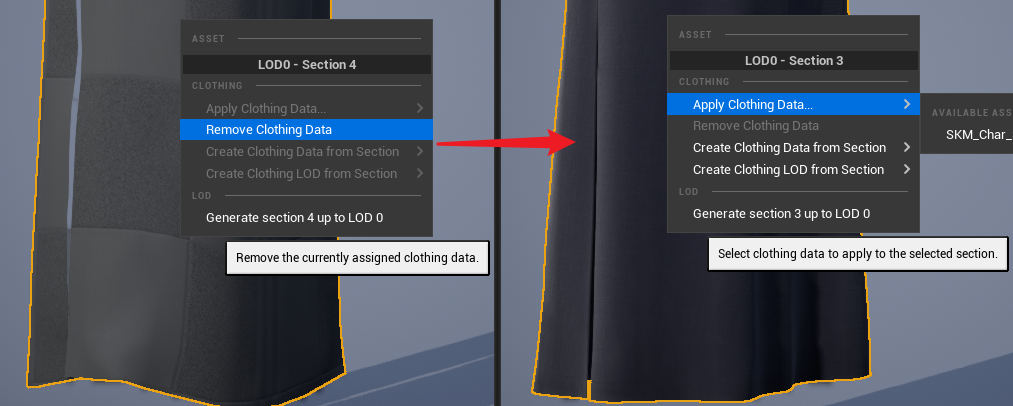 ASSET
LOD0 - Section 4
CLOTHING
Apply Clothing Data...
Remove Clothing Data
Create Clothing Data from Section
Create Clothing LOD from Section
LOD
Generate section 4 up to LOD 0
Remove the currently assigned clothing data.
ASSET
LOD0 - Section 3
CLOTHING
Apply Clothing Data...
Remove Clothing Data
Create Clothing Data from Section
Create Clothing LOD from Section
LOD
Generate section 3 up to LOD 0
Select clothing data to apply to the selected section.
AVAILABLE ASS
SKM_Char_